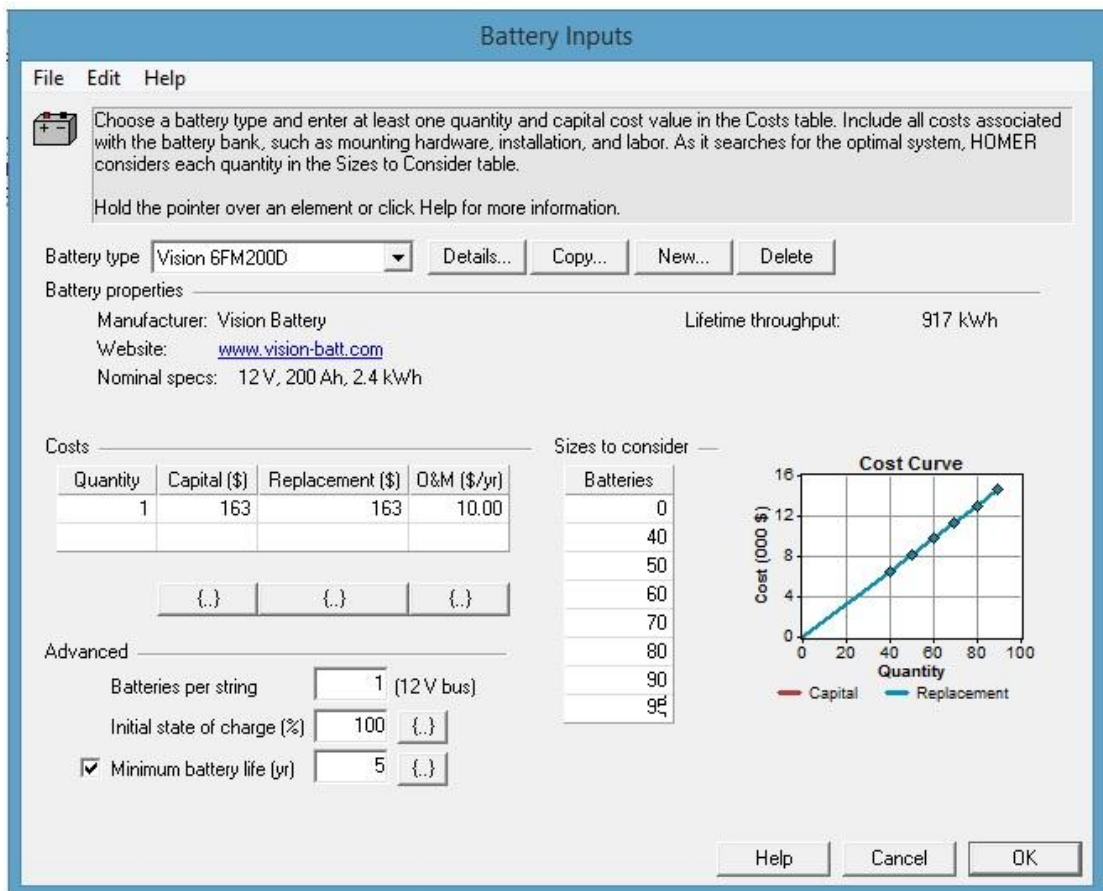 Battery Inputs
File Edit Help
Choose a battery type and enter at least one quantity and capital cost value in the Costs table. Include all costs associated
with the battery bank, such as mounting hardware, installation, and labor. As it searches for the optimal system, HOMER
considers each quantity in the Sizes to Consider table.
Hold the pointer over an element or click Help for more information.
Battery type Vision 6FM200D Details... Copy... New... Delete
Battery properties
Manufacturer: Vision Battery Lifetime throughput: 917 kWh
Website: www.vision-batt.com
Nominal specs: 12 V, 200 Ah, 2.4 kWh
Costs
Quantity Capital ($) Replacement ($) O&M ($/yr)
1 163 163 10.00
{..} {..} {..}
Sizes to consider
Batteries
0
40
50
60
70
80
90
95
Cost Curve
Cost (000 $)
16
12
8
4
0
0 20 40 60 80 100
Quantity
Capital Replacement
Advanced
Batteries per string 1 (12 V bus)
Initial state of charge (%) 100 {..}
Minimum battery life (yr) 5 {..}
Help Cancel OK